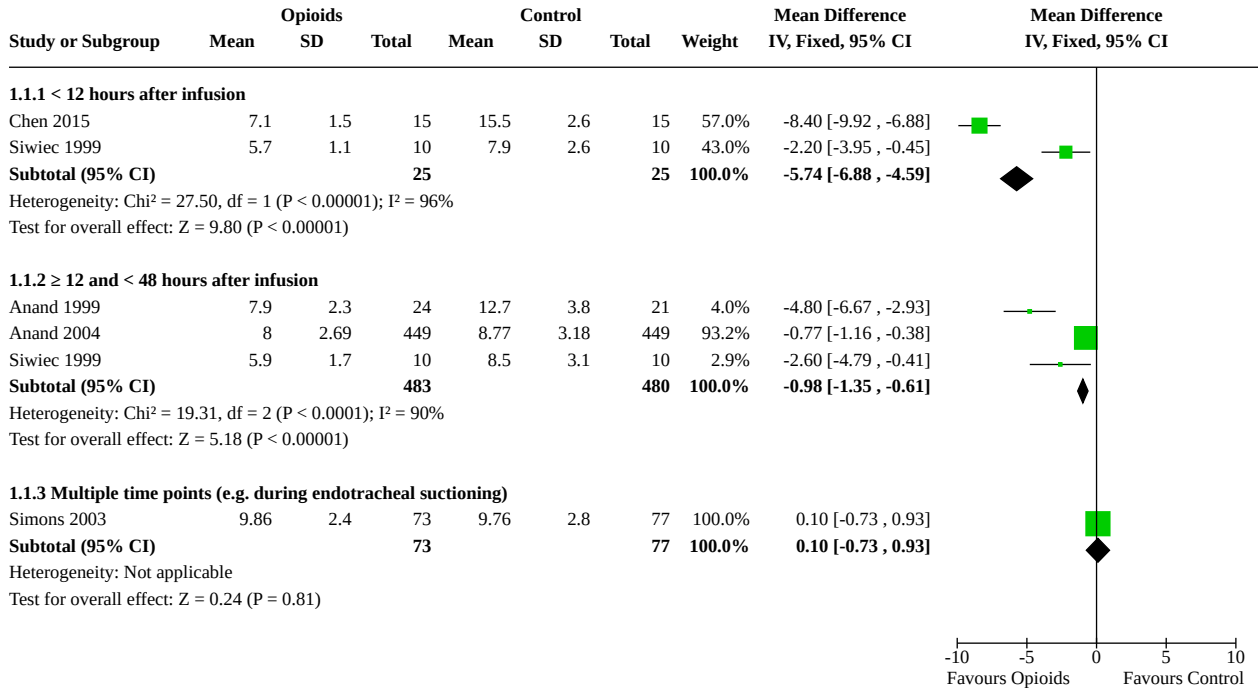 Opioids Control Mean Difference Mean Difference
Study or Subgroup Mean SD Total Mean SD Total Weight IV, Fixed, 95% CI IV, Fixed, 95% CI
1.1.1 < 12 hours after infusion
Chen 2015 7.1 1.5 15 15.5 2.6 15 57.0% -8.40 [-9.92 , -6.88]
Siwiec 1999 5.7 1.1 10 7.9 2.6 10 43.0% -2.20 [-3.95 , -0.45]
Subtotal (95% CI) 25 25 100.0% -5.74 [-6.88 , -4.59]
Heterogeneity: Chi² = 27.50, df = 1 (P < 0.00001); I² = 96%
Test for overall effect: Z = 9.80 (P < 0.00001)
1.1.2 ≥ 12 and < 48 hours after infusion
Anand 1999 7.9 2.3 24 12.7 3.8 21 4.0% -4.80 [-6.67 , -2.93]
Anand 2004 8 2.69 449 8.77 3.18 449 93.2% -0.77 [-1.16 , -0.38]
Siwiec 1999 5.9 1.7 10 8.5 3.1 10 2.9% -2.60 [-4.79 , -0.41]
Subtotal (95% CI) 483 480 100.0% -0.98 [-1.35 , -0.61]
Heterogeneity: Chi² = 19.31, df = 2 (P < 0.0001); I² = 90%
Test for overall effect: Z = 5.18 (P < 0.00001)
1.1.3 Multiple time points (e.g. during endotracheal suctioning)
Simons 2003 9.86 2.4 73 9.76 2.8 77 100.0% 0.10 [-0.73 , 0.93]
Subtotal (95% CI) 73 77 100.0% 0.10 [-0.73 , 0.93]
Heterogeneity: Not applicable
Test for overall effect: Z = 0.24 (P = 0.81)
-10 -5 0 5 10
Favours Opioids Favours Control